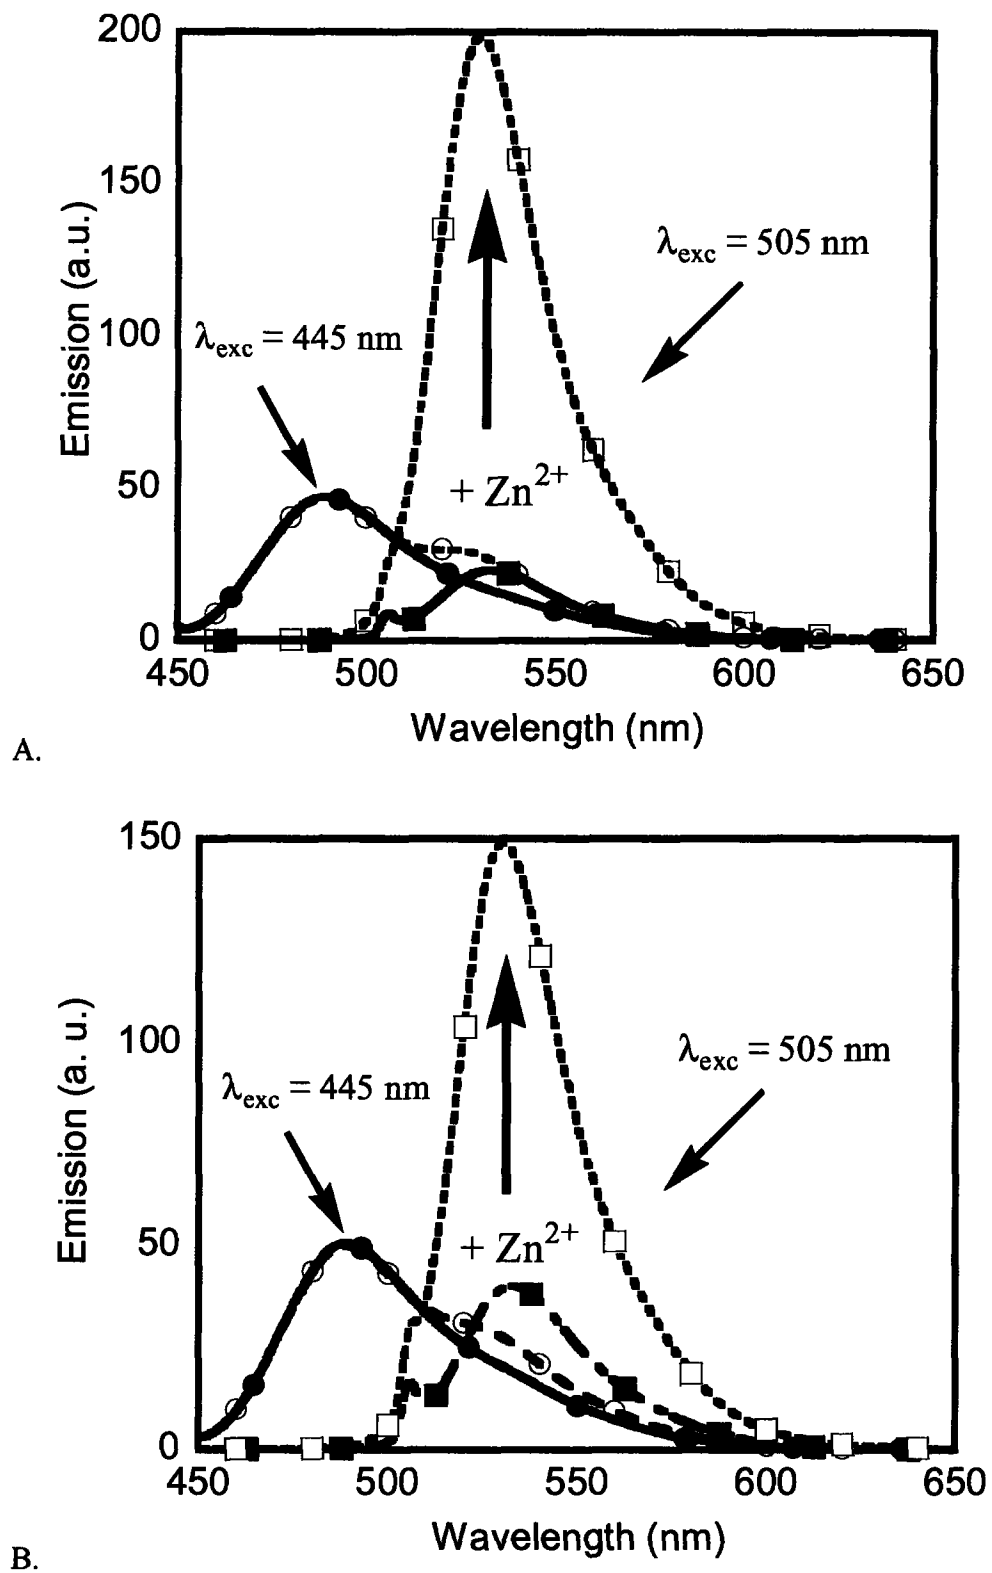 200
150
100
50
0
Emission (a.u.)
λexc = 505 nm
λexc = 445 nm
+ Zn2+
450 500 550 600 650
Wavelength (nm)
A.
150
100
50
0
Emission (a. u.)
λexc = 505 nm
λexc = 445 nm
+ Zn2+
450 500 550 600 650
Wavelength (nm)
B.